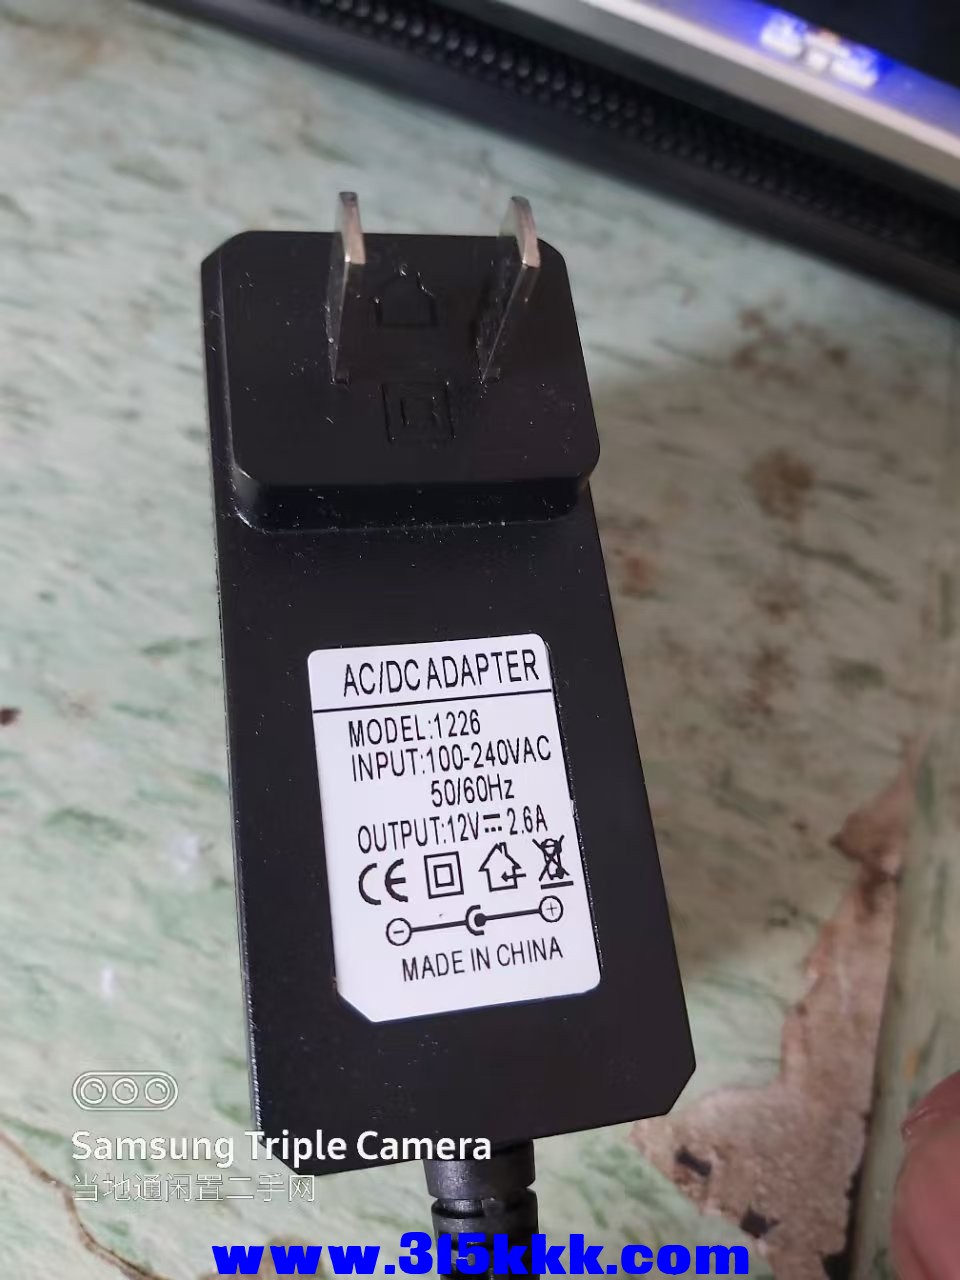 AC/DC ADAPTER
MODEL:1226
INPUT:100-240VAC
50/60Hz
OUTPUT:12V⎓2.6A
CE
MADE IN CHINA
Samsung Triple Camera
当地通闲置二手网
www.315kkk.com